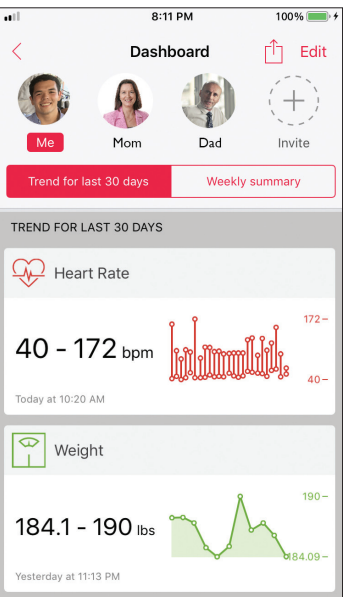 8:11 PM 100%
Dashboard Edit
Me Mom Dad Invite
Trend for last 30 days Weekly summary
TREND FOR LAST 30 DAYS
Heart Rate
172
40 - 172 bpm
40
Today at 10:20 AM
Weight
190
184.1 - 190 lbs
184.09
Yesterday at 11:13 PM